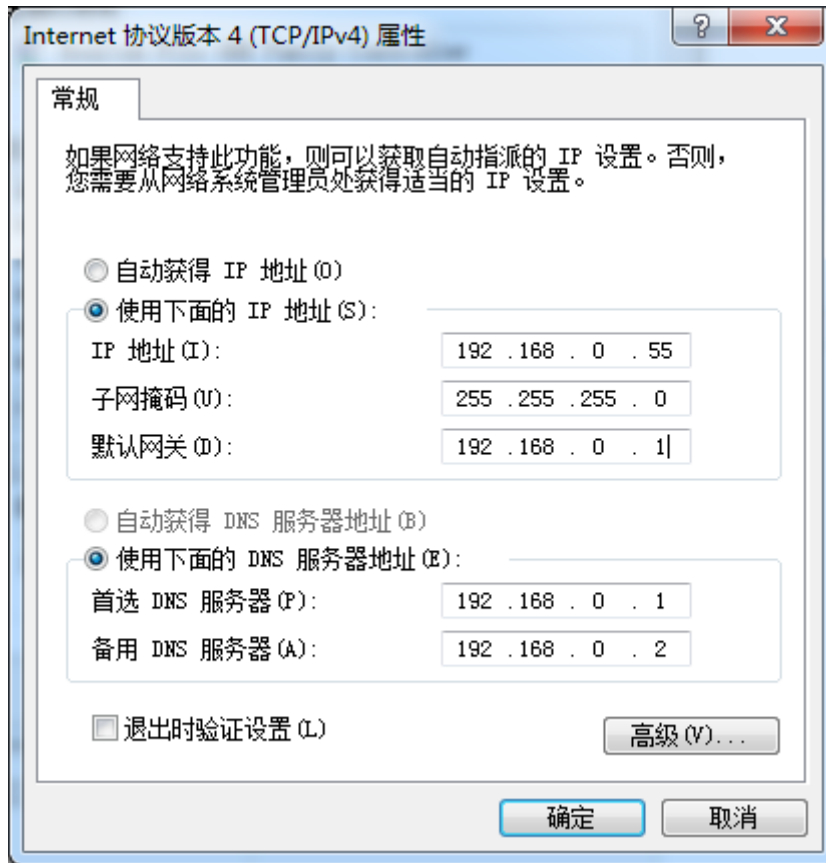 Internet 协议版本 4 (TCP/IPv4) 属性
常规
如果网络支持此功能，则可以获取自动指派的 IP 设置。否则，
您需要从网络系统管理员处获得适当的 IP 设置。
自动获得 IP 地址(O)
使用下面的 IP 地址(S):
IP 地址(I): 192 .168 . 0 . 55
子网掩码(U): 255 .255 .255 . 0
默认网关(D): 192 .168 . 0 . 1
自动获得 DNS 服务器地址(B)
使用下面的 DNS 服务器地址(E):
首选 DNS 服务器(P): 192 .168 . 0 . 1
备用 DNS 服务器(A): 192 .168 . 0 . 2
退出时验证设置(L)
高级(V)...
确定 取消